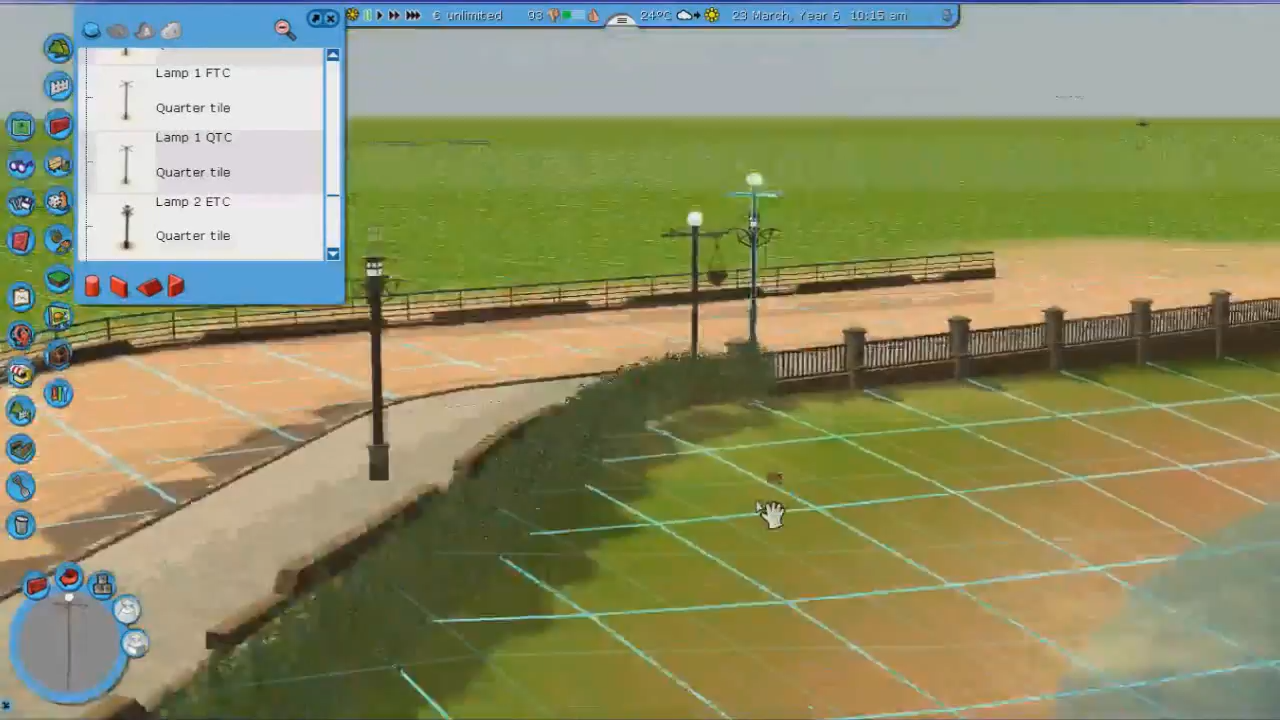 € unlimited 93 24°C 23 March, Year 6 10:15 am
Lamp 1 FTC
Quarter tile
Lamp 1 QTC
Quarter tile
Lamp 2 ETC
Quarter tile